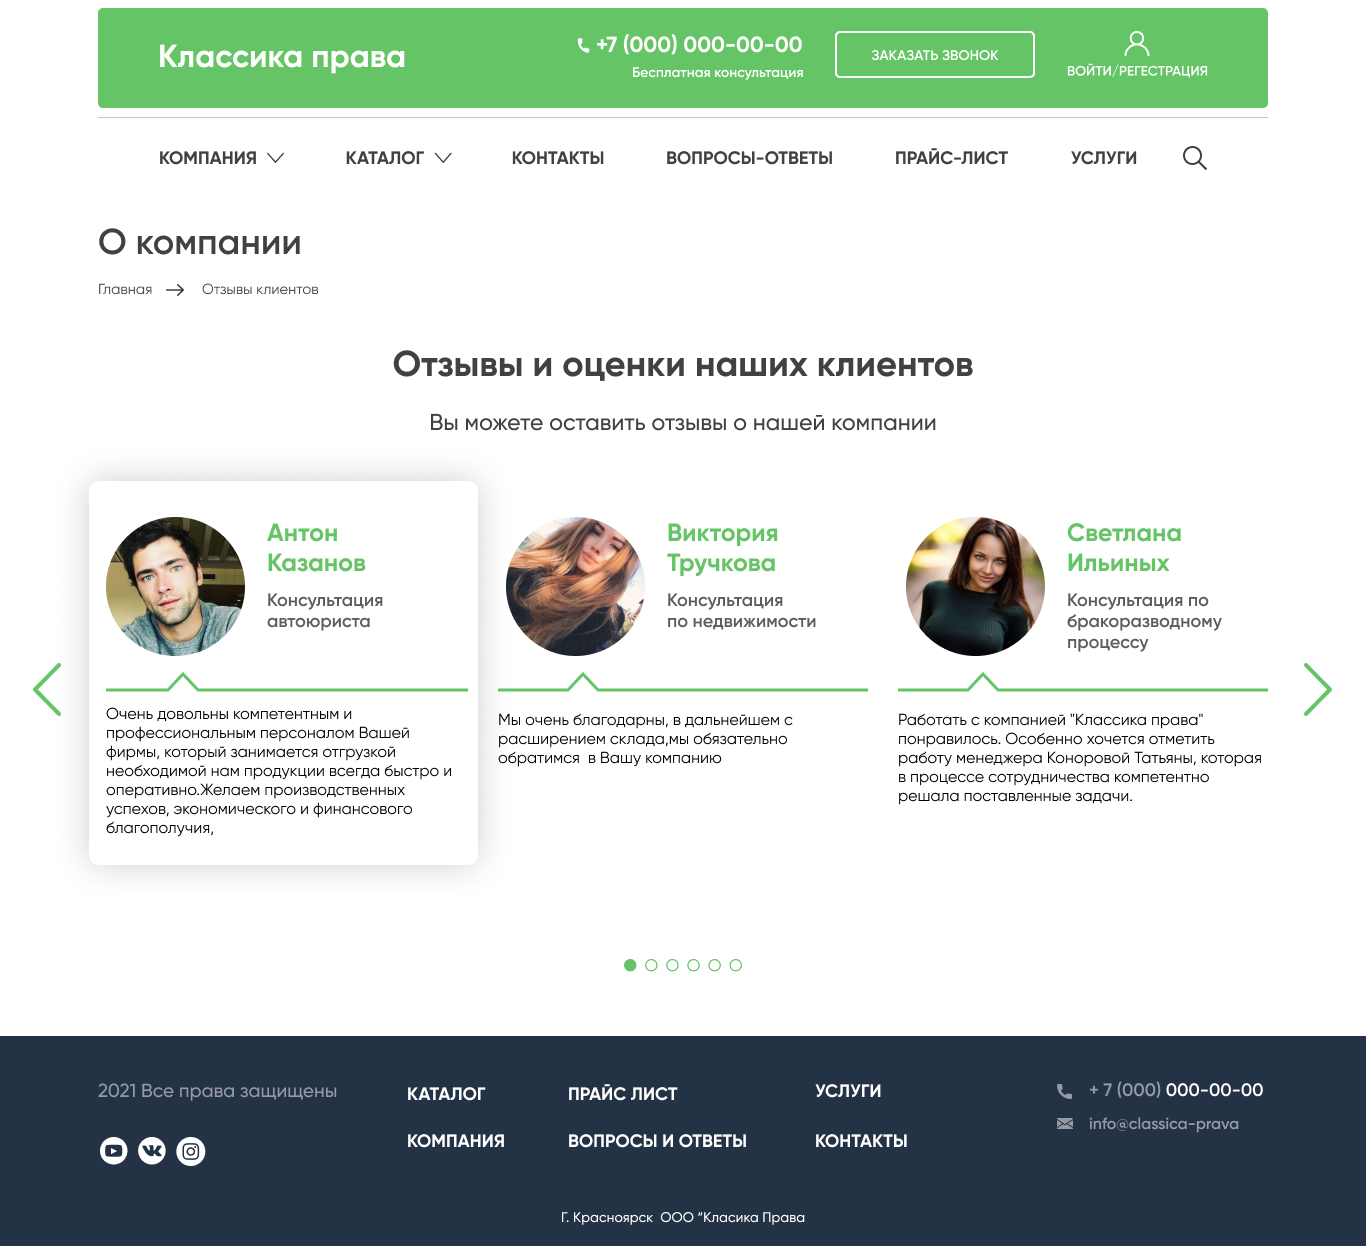 Классика права
+7 (000) 000-00-00
Бесплатная консультация
ЗАКАЗАТЬ ЗВОНОК
ВОЙТИ/РЕГЕСТРАЦИЯ
КОМПАНИЯ
КАТАЛОГ
КОНТАКТЫ
ВОПРОСЫ-ОТВЕТЫ
ПРАЙС-ЛИСТ
УСЛУГИ
О компании
Главная
Отзывы клиентов
Отзывы и оценки наших клиентов
Вы можете оставить отзывы о нашей компании
Антон
Казанов
Консультация
автоюриста
Очень довольны компетентным и
профессиональным персоналом Вашей
фирмы, который занимается отгрузкой
необходимой нам продукции всегда быстро и
оперативно.Желаем производственных
успехов, экономического и финансового
благополучия,
Виктория
Тручкова
Консультация
по недвижимости
Мы очень благодарны, в дальнейшем с
расширением склада,мы обязательно
обратимся  в Вашу компанию
Светлана
Ильиных
Консультация по
бракоразводному
процессу
Работать с компанией "Классика права"
понравилось. Особенно хочется отметить
работу менеджера Коноровой Татьяны, которая
в процессе сотрудничества компетентно
решала поставленные задачи.
2021 Все права защищены
КАТАЛОГ
КОМПАНИЯ
ПРАЙС ЛИСТ
ВОПРОСЫ И ОТВЕТЫ
УСЛУГИ
КОНТАКТЫ
+ 7 (000) 000-00-00
info@classica-prava
Г. Красноярск  ООО “Класика Права